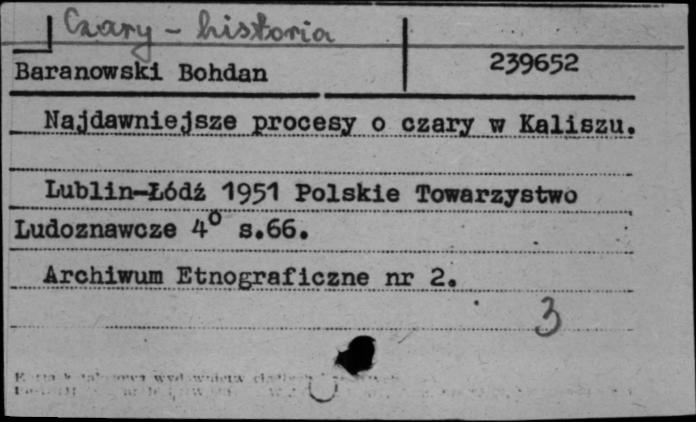 Czary - historia
Baranowski Bohdan
239652
Najdawniejsze procesy o czary w Kaliszu.
Lublin-Łódź 1951 Polskie Towarzystwo
Ludoznawcze 4° s.66.
Archiwum Etnograficzne nr 2.
3